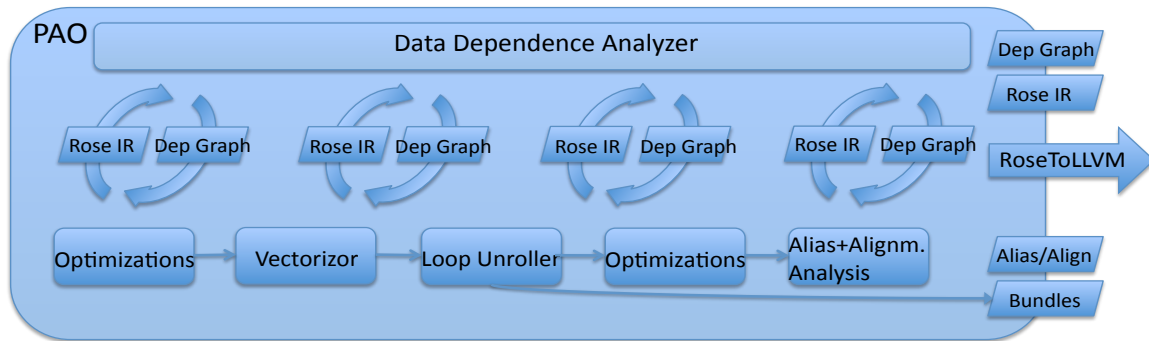 PAO
Data Dependence Analyzer
Dep Graph
Rose IR
Rose IR Dep Graph
Rose IR Dep Graph
Rose IR Dep Graph
Rose IR Dep Graph
RoseToLLVM
Optimizations
Vectorizor
Loop Unroller
Optimizations
Alias+Alignm.
Analysis
Alias/Align
Bundles